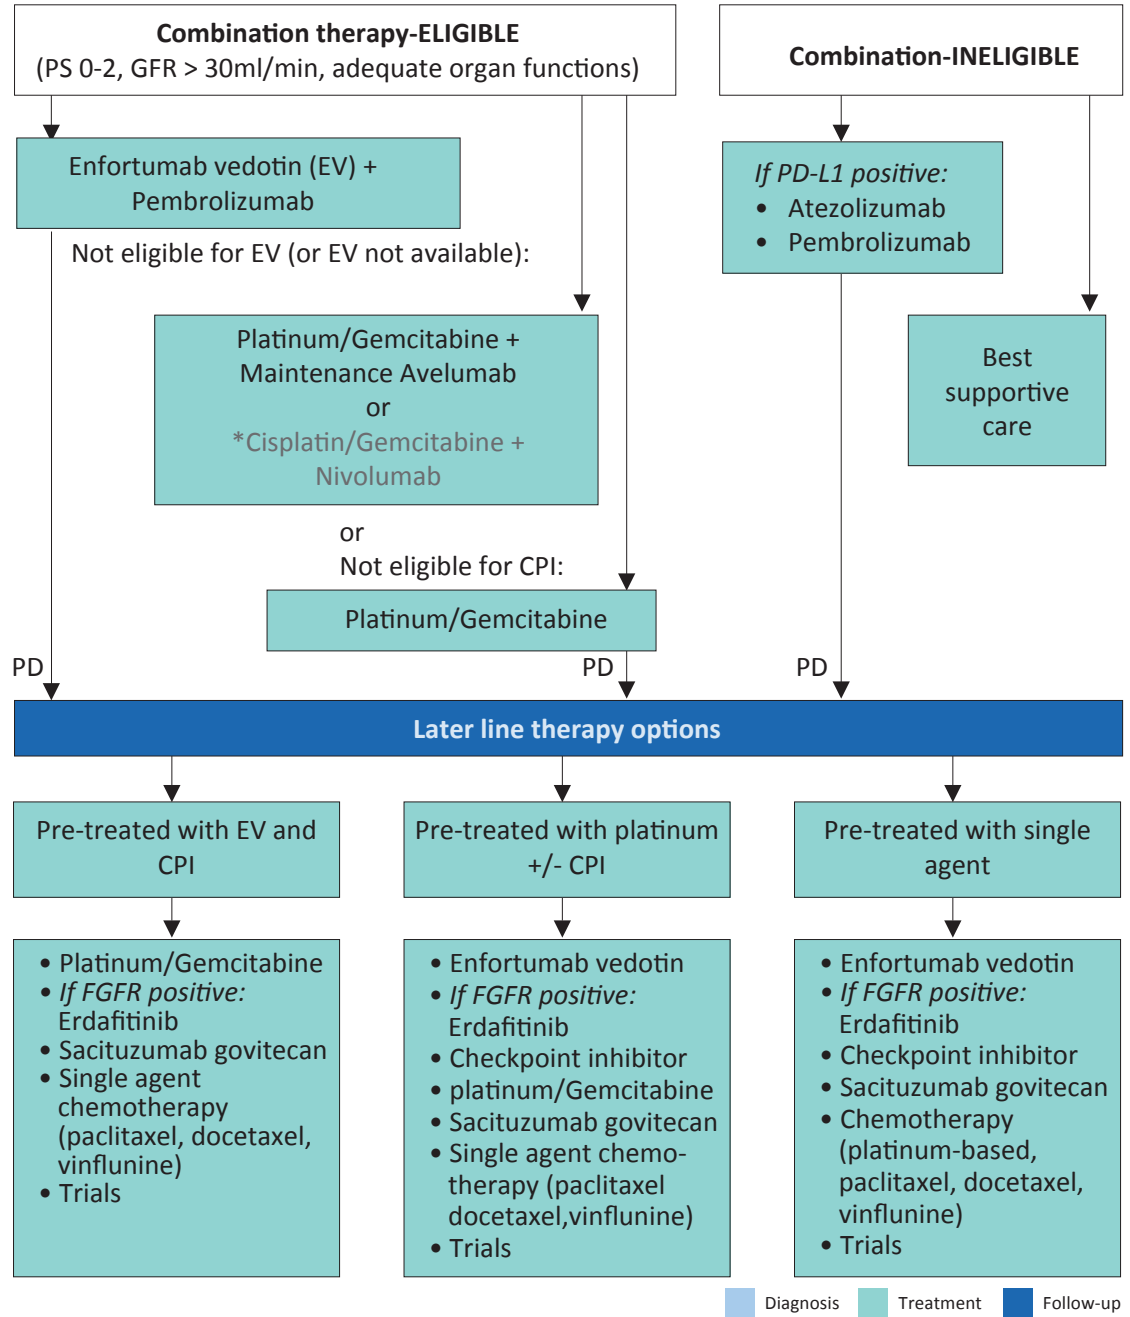 Combination therapy-ELIGIBLE
(PS 0-2, GFR > 30ml/min, adequate organ functions)
Combination-INELIGIBLE
Enfortumab vedotin (EV) +
Pembrolizumab
If PD-L1 positive:
• Atezolizumab
• Pembrolizumab
Not eligible for EV (or EV not available):
Platinum/Gemcitabine +
Maintenance Avelumab
or
*Cisplatin/Gemcitabine +
Nivolumab
Best
supportive
care
or
Not eligible for CPI:
Platinum/Gemcitabine
PD
PD
PD
Later line therapy options
Pre-treated with EV and
CPI
Pre-treated with platinum
+/- CPI
Pre-treated with single
agent
• Platinum/Gemcitabine
• If FGFR positive:
Erdafitinib
• Sacituzumab govitecan
• Single agent
chemotherapy
(paclitaxel, docetaxel,
vinflunine)
• Trials
• Enfortumab vedotin
• If FGFR positive:
Erdafitinib
• Checkpoint inhibitor
• platinum/Gemcitabine
• Sacituzumab govitecan
• Single agent chemo-
therapy (paclitaxel
docetaxel,vinflunine)
• Trials
• Enfortumab vedotin
• If FGFR positive:
Erdafitinib
• Checkpoint inhibitor
• Sacituzumab govitecan
• Chemotherapy
(platinum-based,
paclitaxel, docetaxel,
vinflunine)
• Trials
Diagnosis
Treatment
Follow-up